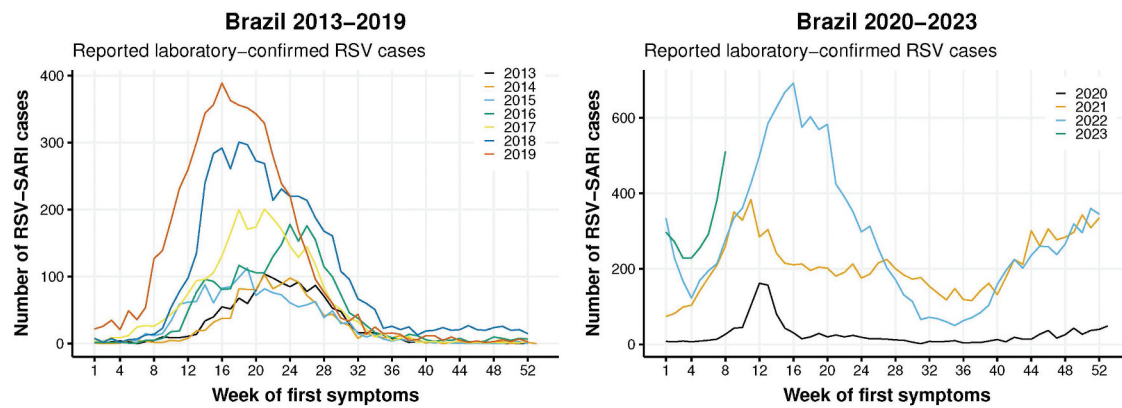 Brazil 2013−2019
Reported laboratory−confirmed RSV cases
Number of RSV−SARI cases
400
300
200
100
0
1 4 8 12 16 20 24 28 32 36 40 44 48 52
Week of first symptoms
2013
2014
2015
2016
2017
2018
2019
Brazil 2020−2023
Reported laboratory−confirmed RSV cases
Number of RSV−SARI cases
600
400
200
0
1 4 8 12 16 20 24 28 32 36 40 44 48 52
Week of first symptoms
2020
2021
2022
2023